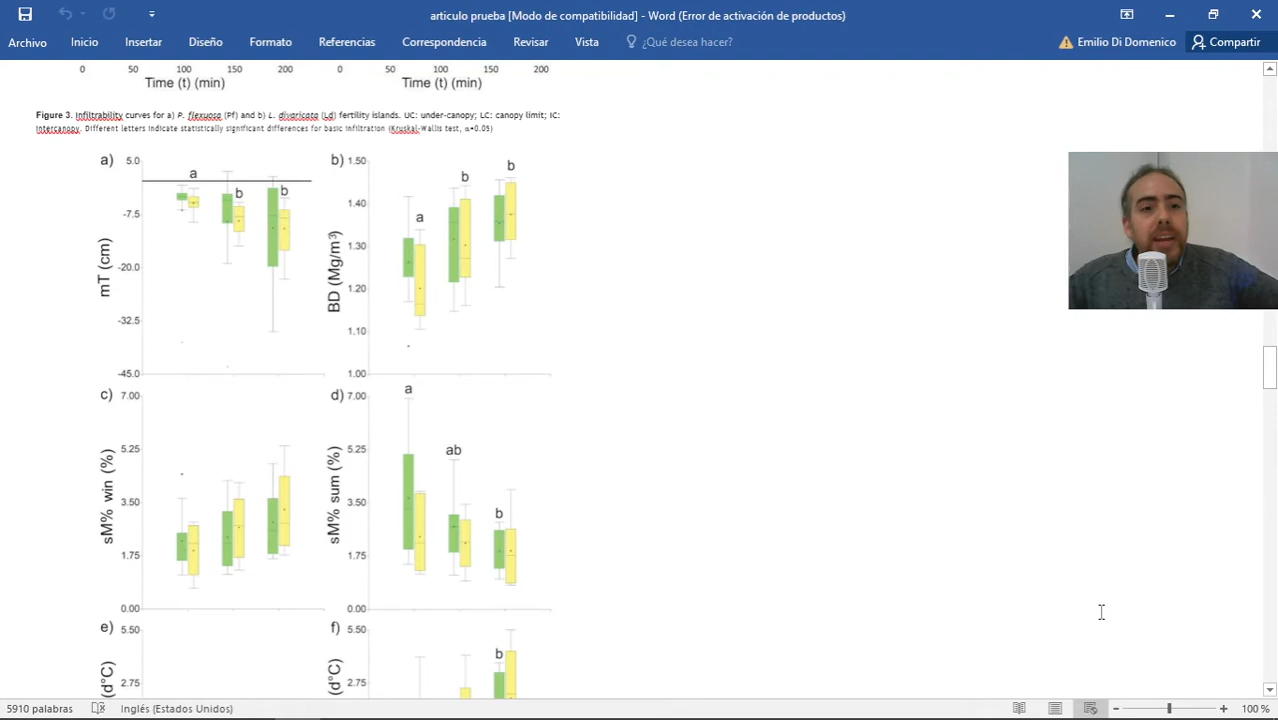 articulo prueba [Modo de compatibilidad] - Word (Error de activación de productos)
Archivo Inicio Insertar Diseño Formato Referencias Correspondencia Revisar Vista ¿Qué desea hacer? Emilio Di Domenico Compartir
0 50 100 150 200 0 50 100 150 200
Time (t) (min) Time (t) (min)
Figure 3. Infiltrability curves for a) P. flexuosa (Pf) and b) L. divaricata (Ld) fertility islands. UC: under-canopy; LC: canopy limit; IC:
Intercanopy. Different letters indicate statistically significant differences for basic infiltration (Kruskal-Wallis test, α=0.05)
a) 5.0 -7.5 -20.0 -32.5 -45.0
mT (cm)
a b b
b) 1.50 1.40 1.30 1.20 1.10 1.00
BD (Mg/m³)
a b b
c) 7.00 5.25 3.50 1.75 0.00
sM% win (%)
d) 7.00 5.25 3.50 1.75 0.00
sM% sum (%)
a ab b
e) 5.50 2.75
(d°C)
f) 5.50 2.75
(d°C)
b
5910 palabras Inglés (Estados Unidos) 100 %